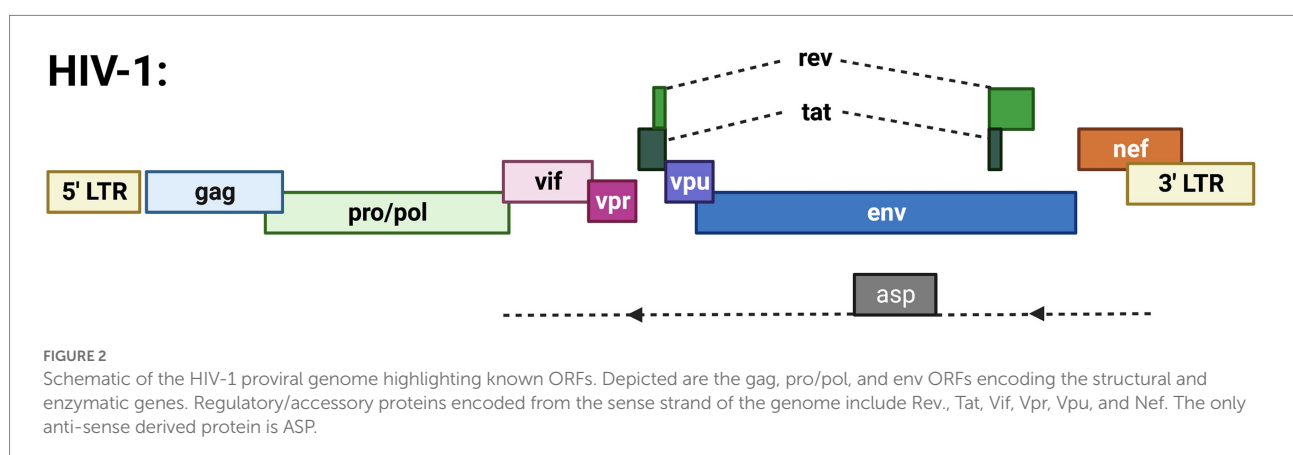 HIV-1:
rev
tat
5' LTR
gag
pro/pol
vif
vpr
vpu
env
nef
3' LTR
asp
FIGURE 2
Schematic of the HIV-1 proviral genome highlighting known ORFs. Depicted are the gag, pro/pol, and env ORFs encoding the structural and
enzymatic genes. Regulatory/accessory proteins encoded from the sense strand of the genome include Rev., Tat, Vif, Vpr, Vpu, and Nef. The only
anti-sense derived protein is ASP.